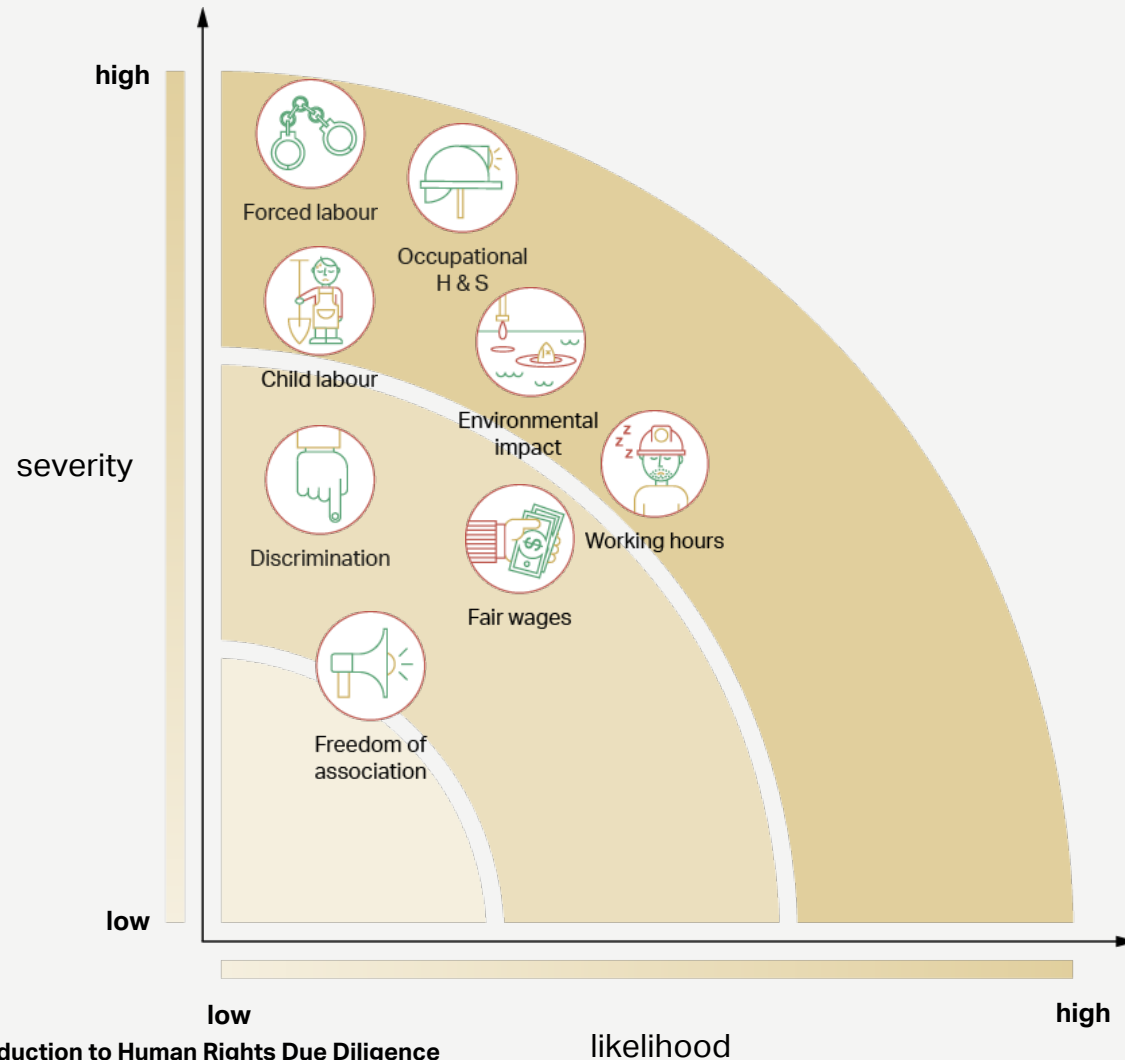 high
Forced labour
Occupational
H & S
Child labour
Environmental
impact
severity
Discrimination
Working hours
Fair wages
Freedom of
association
low
low
high
to Human Rights Due Diligence
likelihood